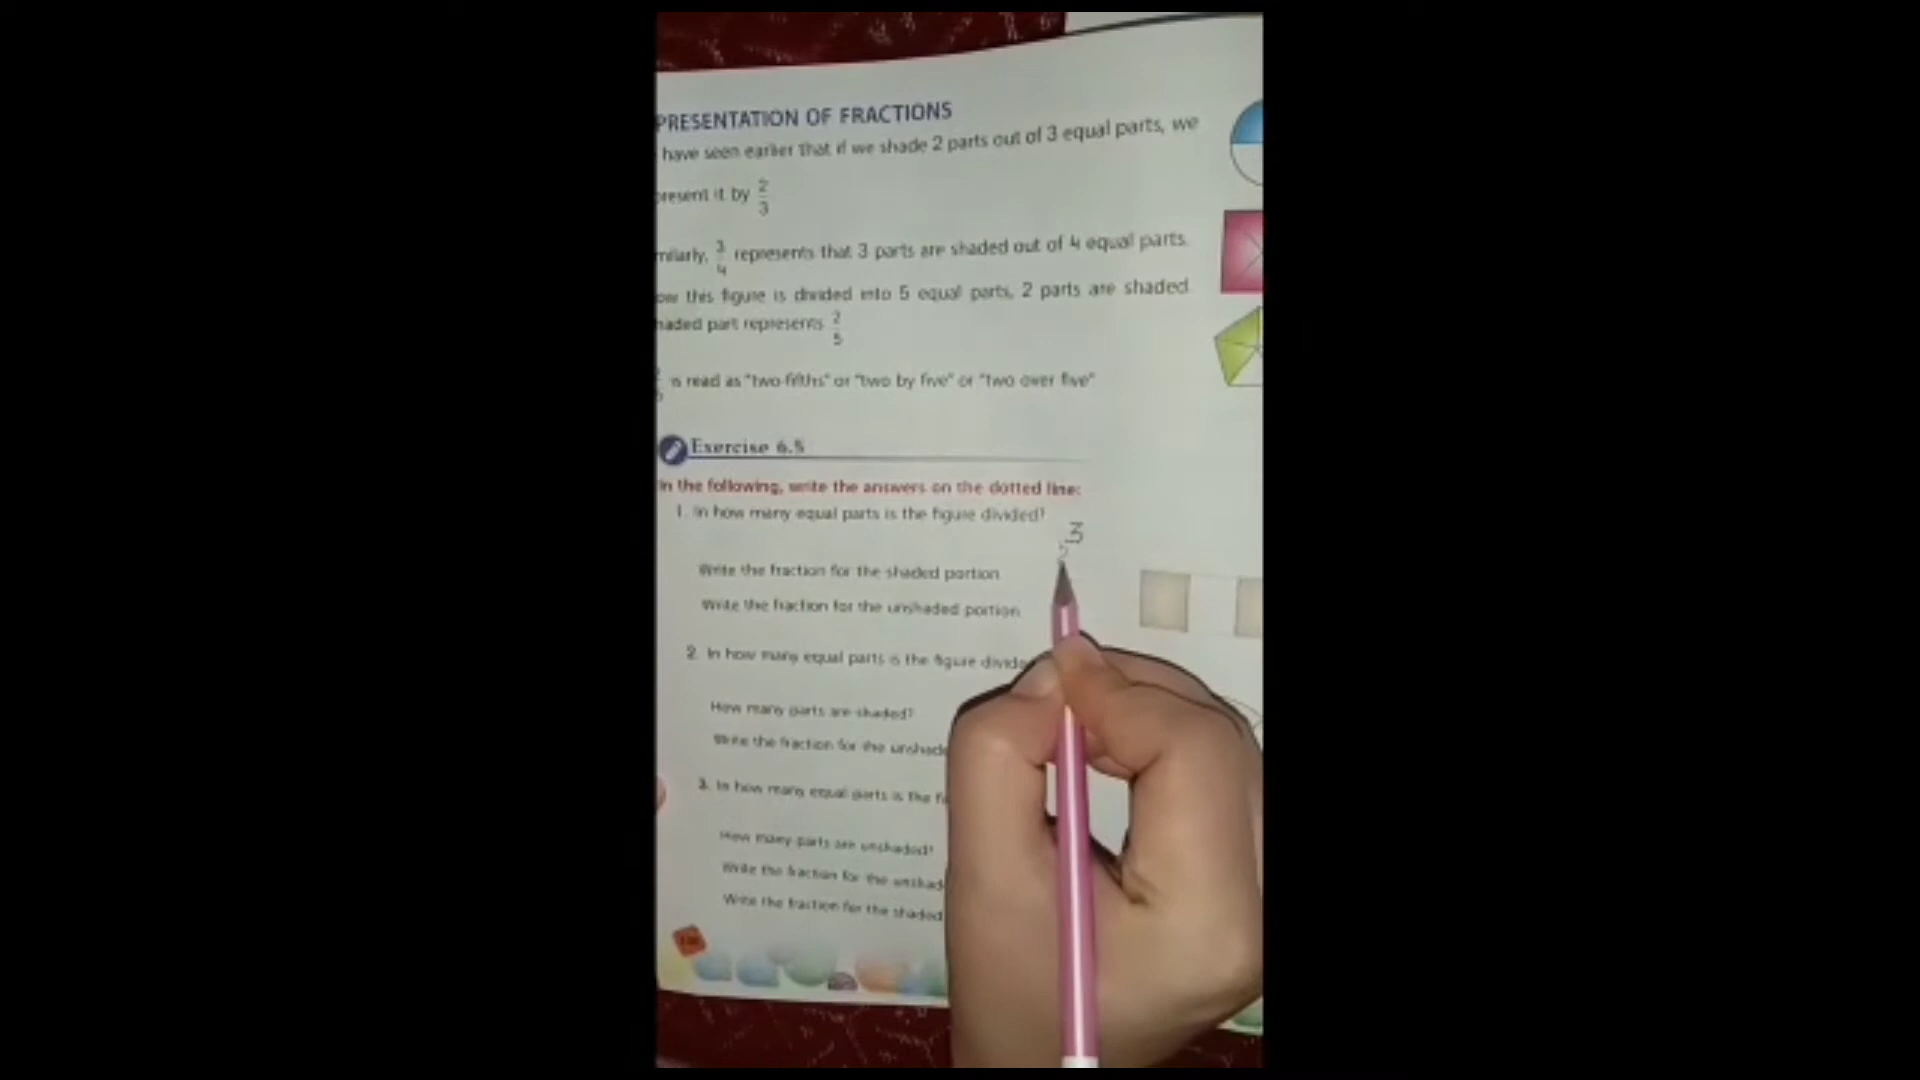 PRESENTATION OF FRACTIONS
have seen earlier that if we shade 2 parts out of 3 equal parts, we
present it by 2/3
milarly, 3/4 represents that 3 parts are shaded out of 4 equal parts.
ow this figure is divided into 5 equal parts, 2 parts are shaded.
haded part represents 2/5
is read as "two-fifths" or "two by five" or "two over five"
Exercise 6.5
In the following, write the answers on the dotted line:
1. In how many equal parts is the figure divided?
3
2
Write the fraction for the shaded portion
Write the fraction for the unshaded portion
2. In how many equal parts is the figure divide
How many parts are shaded?
Write the fraction for the unshade
3. In how many equal parts is the fi
How many parts are unshaded?
Write the fraction for the unshad
Write the fraction for the shaded